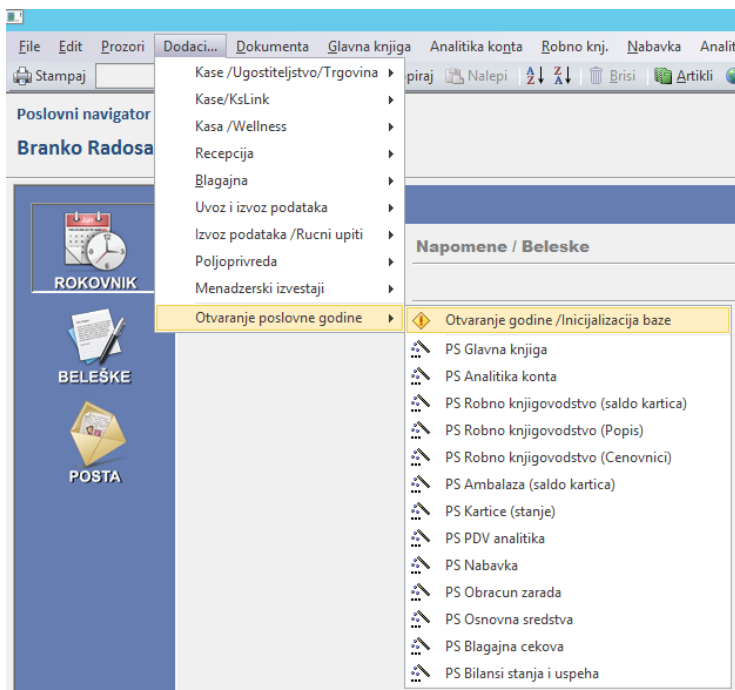 File Edit Prozori Dodaci... Dokumenta Glavna knjiga Analitika konta Robno knj. Nabavka Analit
Stampaj piraj Nalepi Brisi Artikli
Poslovni navigator
Branko Radosa
Kase /Ugostiteljstvo/Trgovina
Kase/KsLink
Kasa /Wellness
Recepcija
Blagajna
Uvoz i izvoz podataka
Izvoz podataka /Rucni upiti
Poljoprivreda
Menadzerski izvestaji
Otvaranje poslovne godine
Napomene / Beleske
Jun
ROKOVNIK
BELEŠKE
POSTA
Otvaranje godine /Inicijalizacija baze
PS Glavna knjiga
PS Analitika konta
PS Robno knjigovodstvo (saldo kartica)
PS Robno knjigovodstvo (Popis)
PS Robno knjigovodstvo (Cenovnici)
PS Ambalaza (saldo kartica)
PS Kartice (stanje)
PS PDV analitika
PS Nabavka
PS Obracun zarada
PS Osnovna sredstva
PS Blagajna cekova
PS Bilansi stanja i uspeha